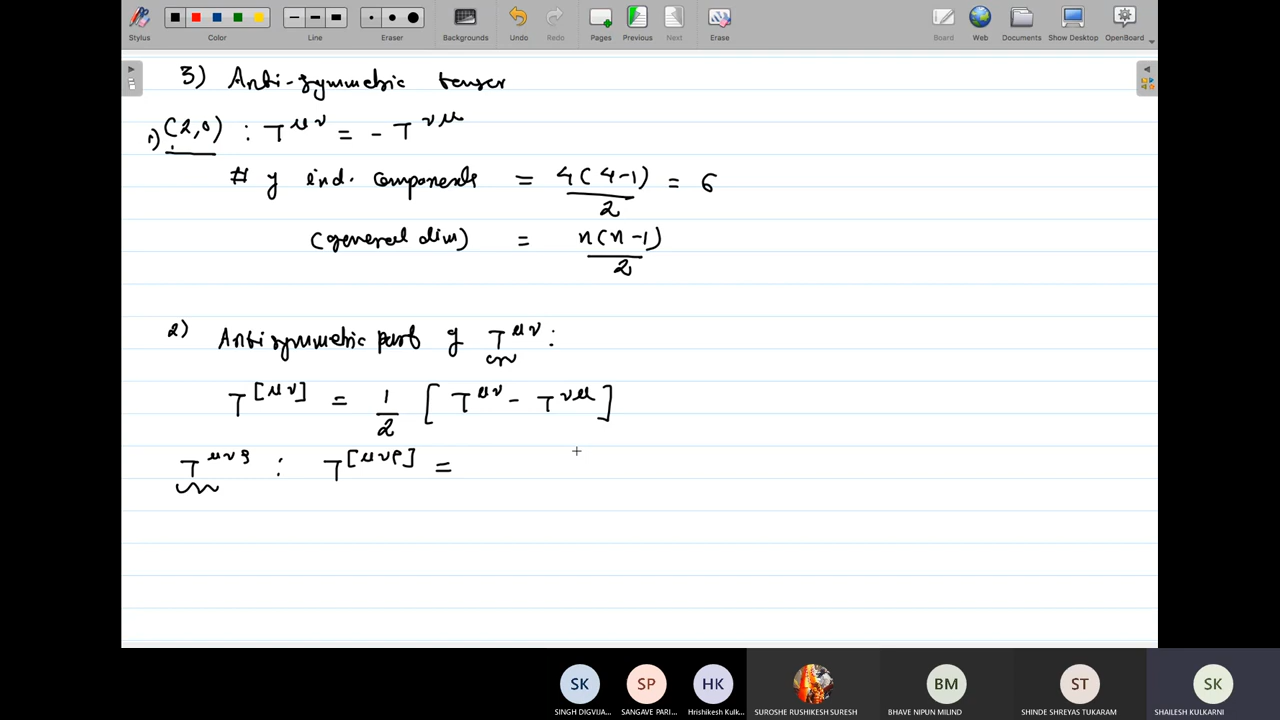 Stylus Color Line Eraser Backgrounds Undo Redo Pages Previous Next Erase Board Web Documents Show Desktop OpenBoard
3) Anti-symmetric tensor
1) (2,0) : T^{μν} = - T^{νμ}
# of ind. components = 4(4-1)/2 = 6
(general dim) = n(n-1)/2
2) Antisymmetric part of T^{μν} :
T^{[μν]} = 1/2 [ T^{μν} - T^{νμ} ]
T^{μνρ} : T^{[μνρ]} =
SK SP HK BM ST SK
SINGH DIGVIJA... SANGAVE PARI... Hrishikesh Kulk... SUROSHE RUSHIKESH SURESH BHAVE NIPUN MILIND SHINDE SHREYAS TUKARAM SHAILESH KULKARNI